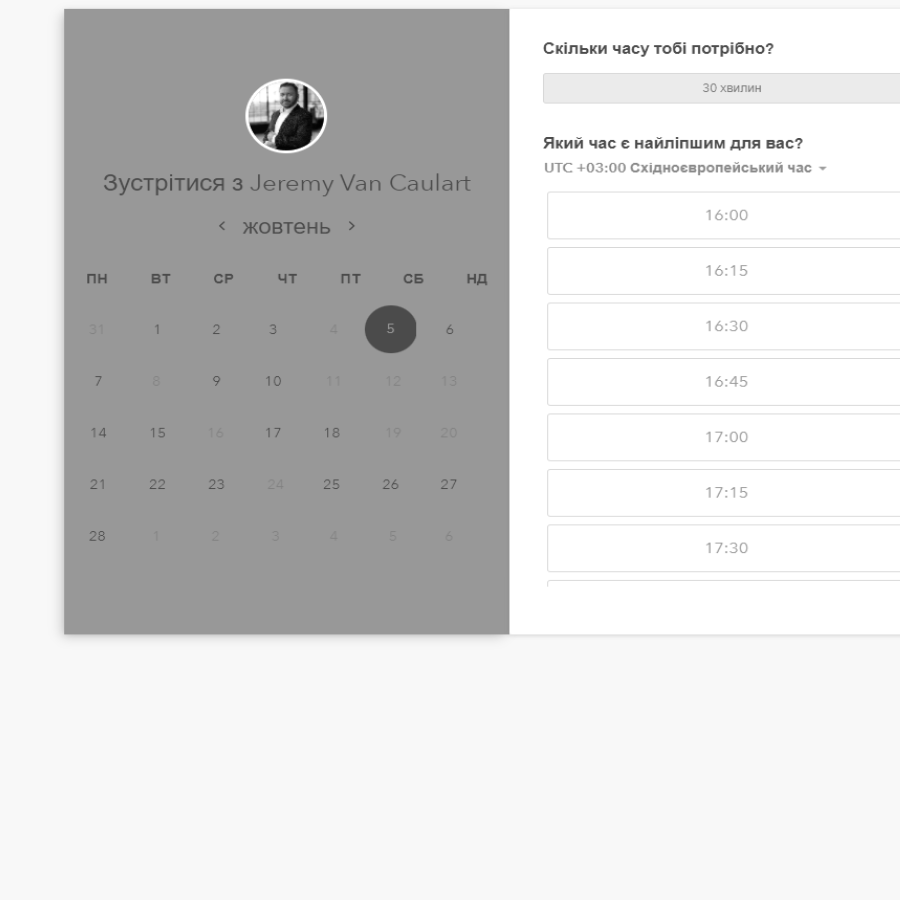 Зустрітися з Jeremy Van Caulart
жовтень
ПН ВТ СР ЧТ ПТ СБ НД
31 1 2 3 4 5 6
7 8 9 10 11 12 13
14 15 16 17 18 19 20
21 22 23 24 25 26 27
28 1 2 3 4 5 6
Скільки часу тобі потрібно?
30 хвилин
Який час є найліпшим для вас?
UTC +03:00 Східноєвропейський час
16:00
16:15
16:30
16:45
17:00
17:15
17:30